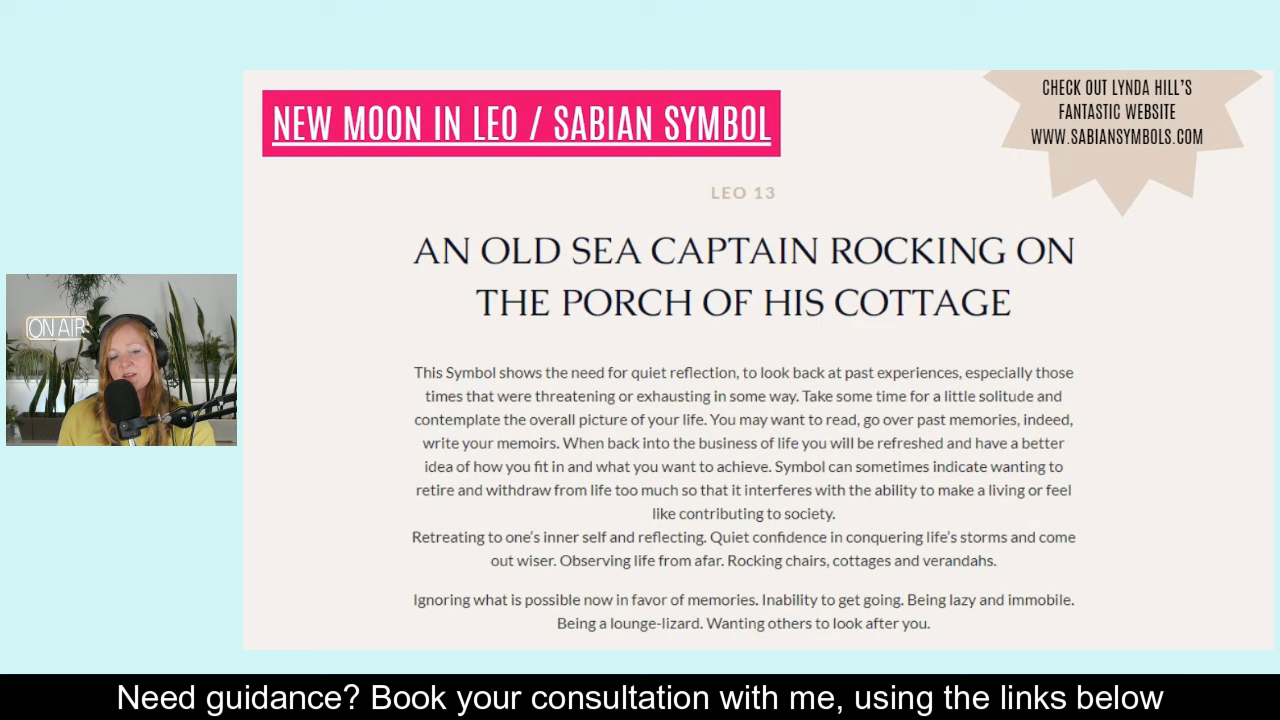 NEW MOON IN LEO / SABIAN SYMBOL
CHECK OUT LYNDA HILL'S
FANTASTIC WEBSITE
WWW.SABIANSYMBOLS.COM
LEO 13
AN OLD SEA CAPTAIN ROCKING ON
THE PORCH OF HIS COTTAGE
ON AIR
This Symbol shows the need for quiet reflection, to look back at past experiences, especially those
times that were threatening or exhausting in some way. Take some time for a little solitude and
contemplate the overall picture of your life. You may want to read, go over past memories, indeed,
write your memoirs. When back into the business of life you will be refreshed and have a better
idea of how you fit in and what you want to achieve. Symbol can sometimes indicate wanting to
retire and withdraw from life too much so that it interferes with the ability to make a living or feel
like contributing to society.
Retreating to one's inner self and reflecting. Quiet confidence in conquering life's storms and come
out wiser. Observing life from afar. Rocking chairs, cottages and verandahs.
Ignoring what is possible now in favor of memories. Inability to get going. Being lazy and immobile.
Being a lounge-lizard. Wanting others to look after you.
Need guidance? Book your consultation with me, using the links below